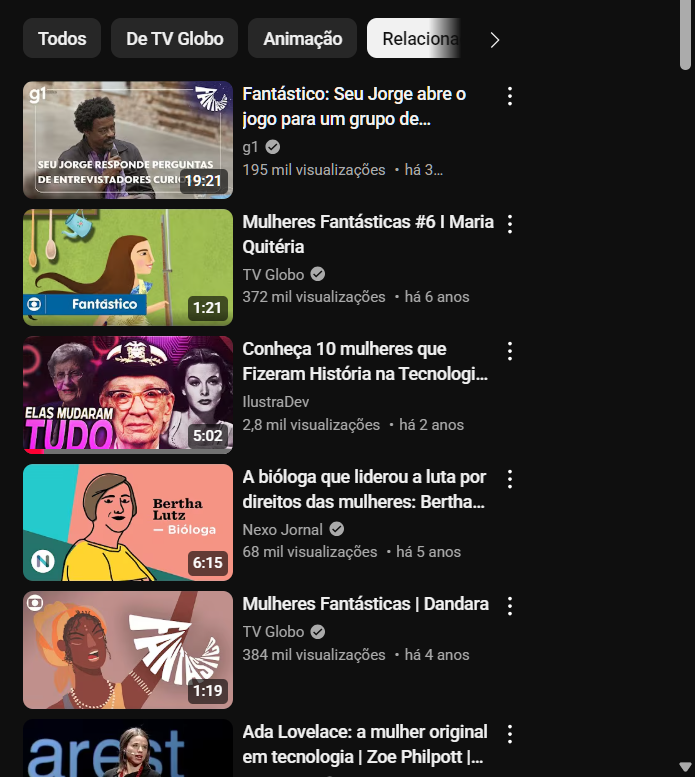 Todos
De TV Globo
Animação
Relaciona
g1
SEU JORGE RESPONDE PERGUNTAS
DE ENTREVISTADORES CURI
19:21
Fantástico: Seu Jorge abre o
jogo para um grupo de...
g1
195 mil visualizações • há 3...
Fantástico
1:21
Mulheres Fantásticas #6 I Maria
Quitéria
TV Globo
372 mil visualizações • há 6 anos
ELAS MUDARAM
TUDO
5:02
Conheça 10 mulheres que
Fizeram História na Tecnologi...
IlustraDev
2,8 mil visualizações • há 2 anos
Bertha
Lutz
— Bióloga
N
6:15
A bióloga que liderou a luta por
direitos das mulheres: Bertha...
Nexo Jornal
68 mil visualizações • há 5 anos
1:19
Mulheres Fantásticas | Dandara
TV Globo
384 mil visualizações • há 4 anos
arest
Ada Lovelace: a mulher original
em tecnologia | Zoe Philpott |...